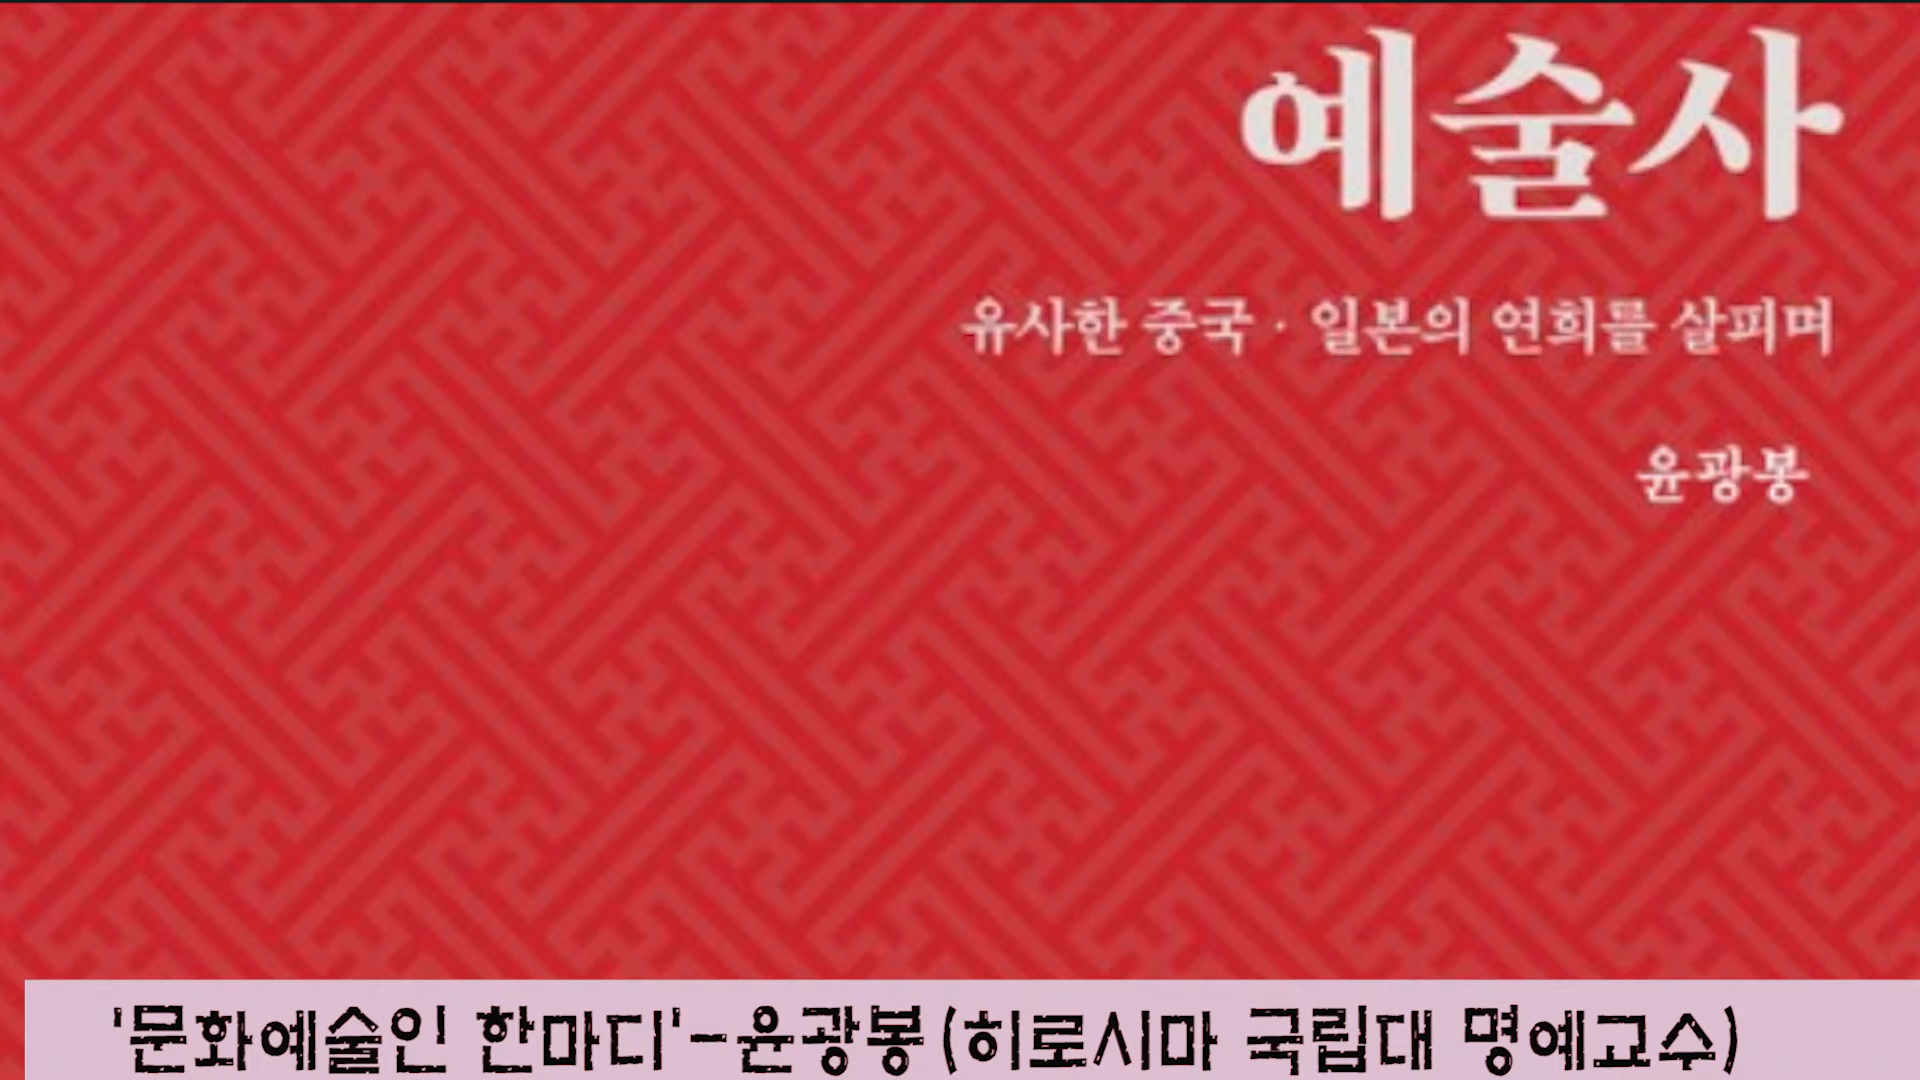 예술사
유사한 중국 · 일본의 연희를 살피며
윤광봉
'문화예술인 한마디'-윤광봉(히로시마 국립대 명예교수)